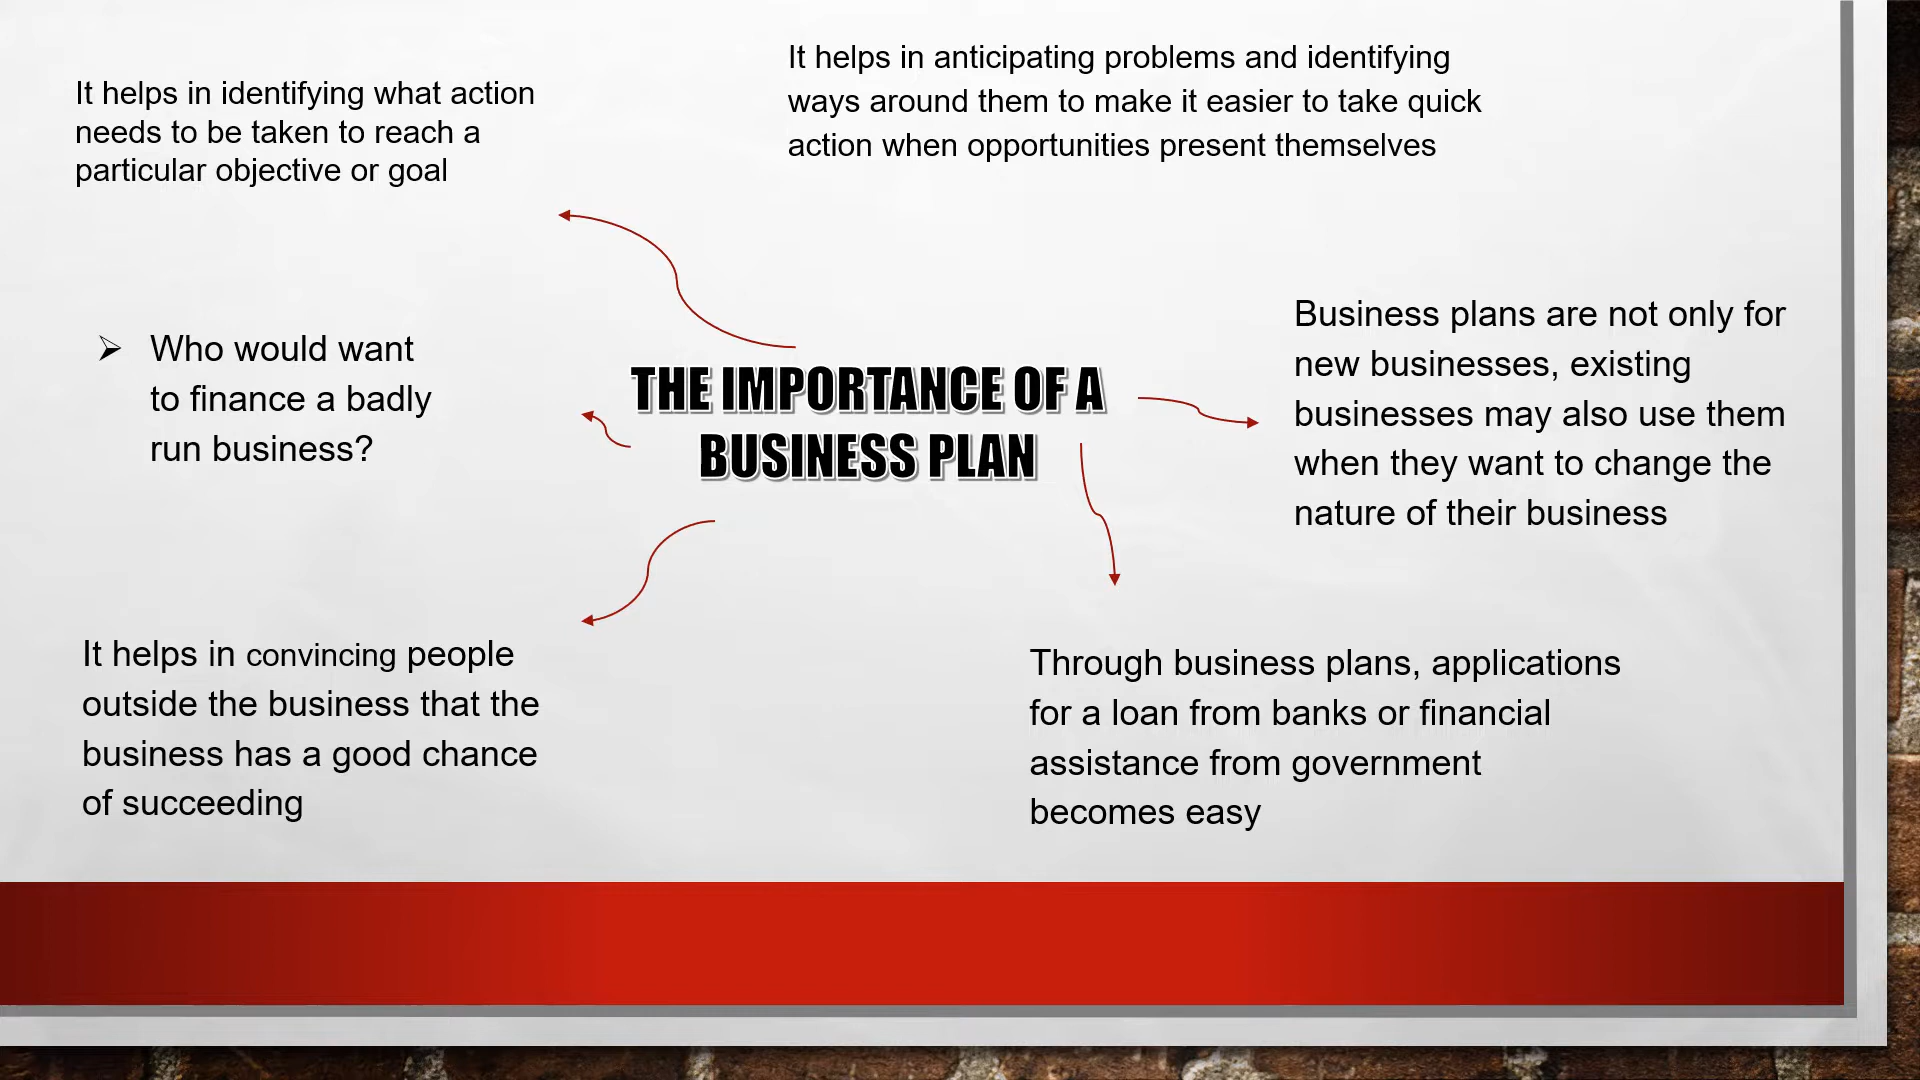 It helps in identifying what action
needs to be taken to reach a
particular objective or goal
It helps in anticipating problems and identifying
ways around them to make it easier to take quick
action when opportunities present themselves
Who would want
to finance a badly
run business?
THE IMPORTANCE OF A
BUSINESS PLAN
Business plans are not only for
new businesses, existing
businesses may also use them
when they want to change the
nature of their business
It helps in convincing people
outside the business that the
business has a good chance
of succeeding
Through business plans, applications
for a loan from banks or financial
assistance from government
becomes easy